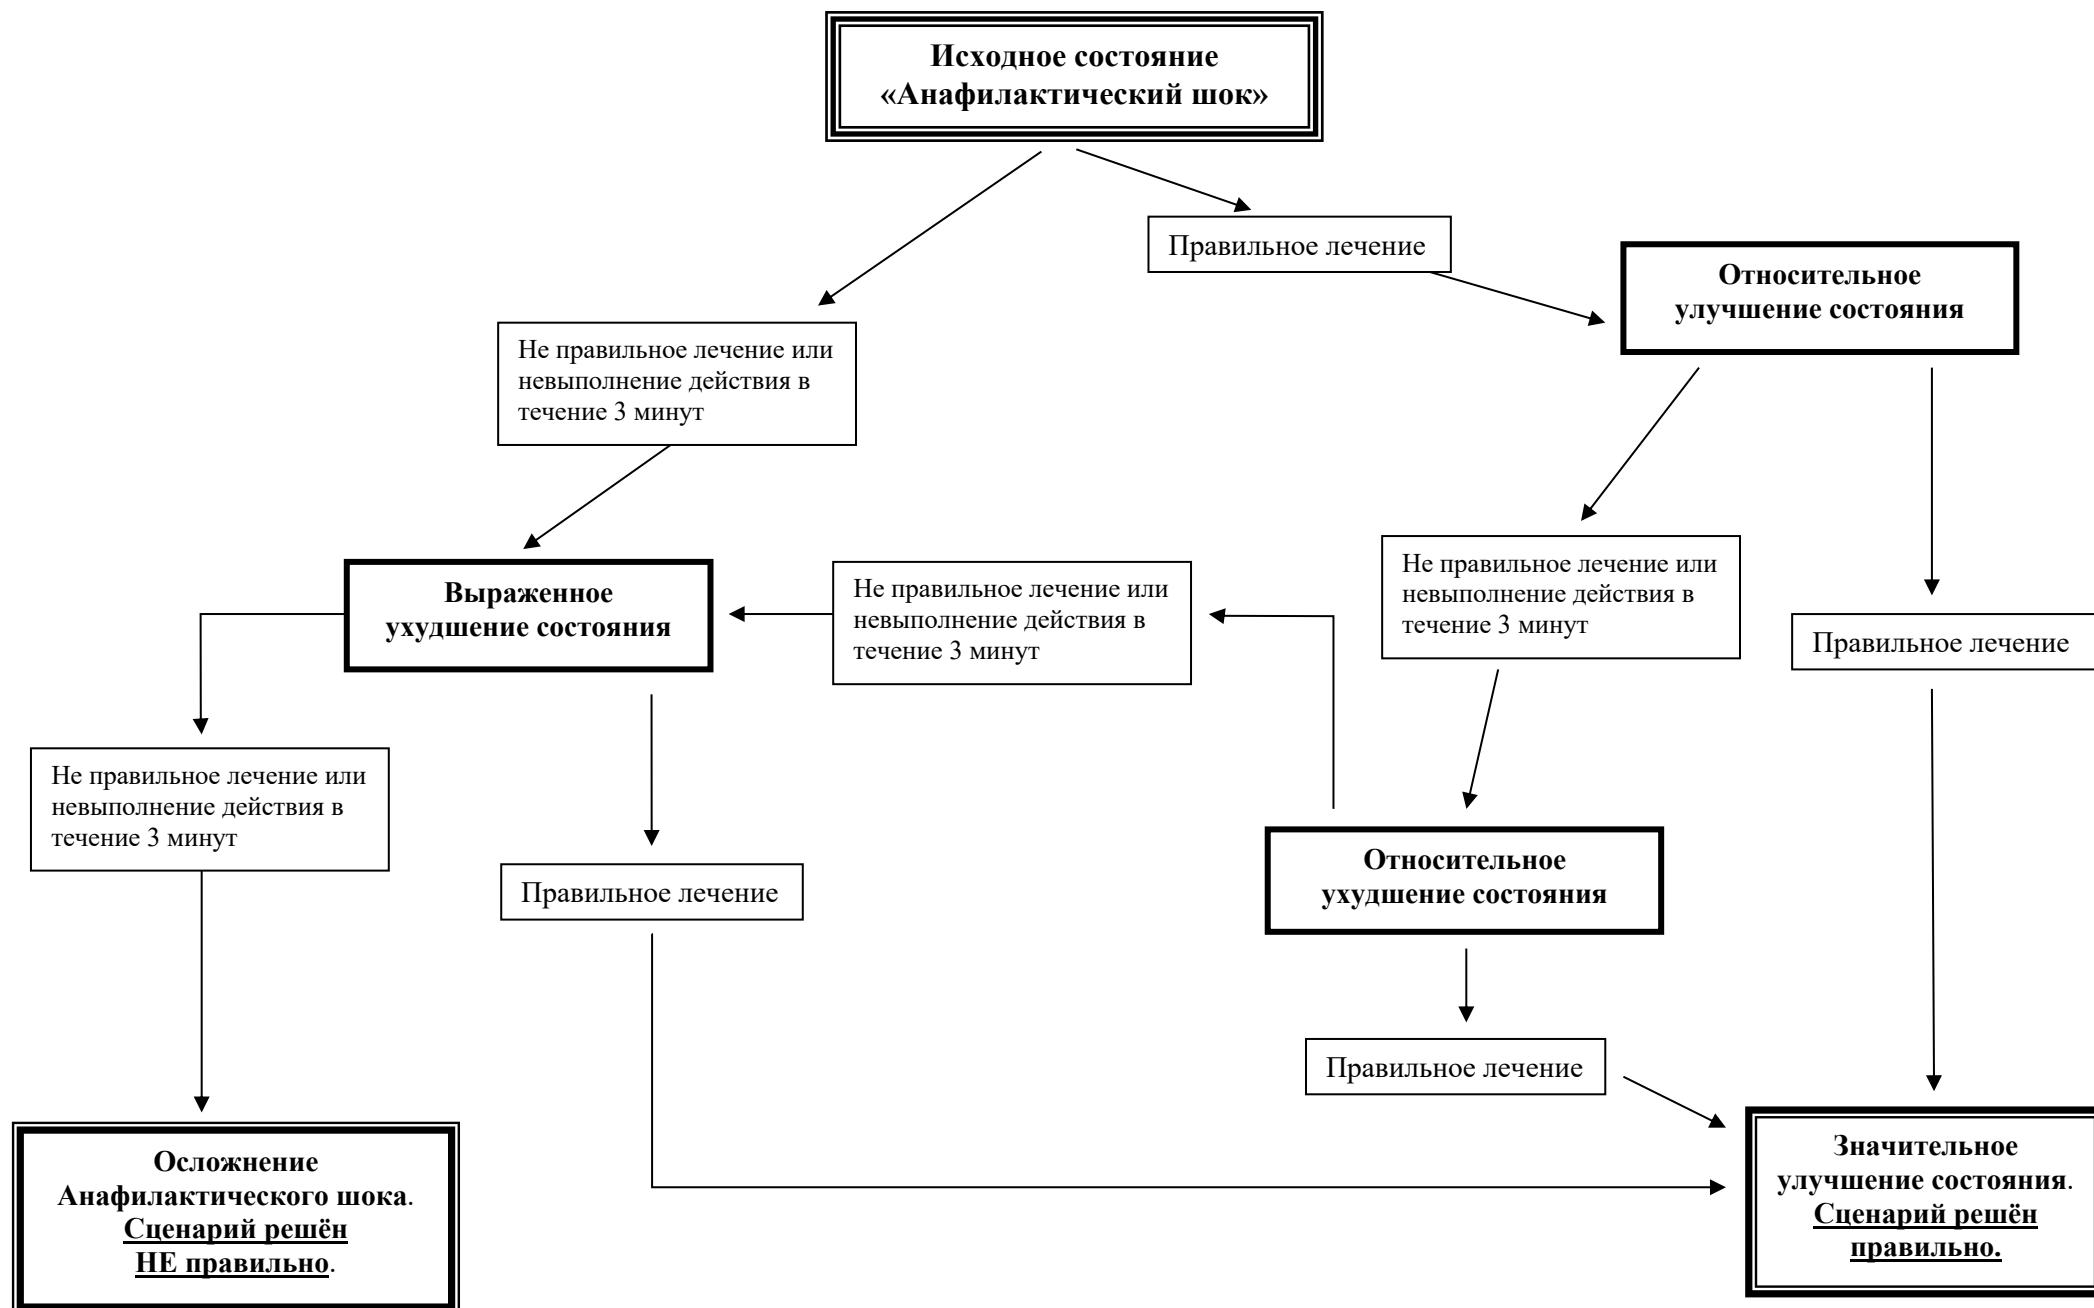 Исходное состояние
«Анафилактический шок»
Правильное лечение
Относительное
улучшение состояния
Не правильное лечение или
невыполнение действия в
течение 3 минут
Не правильное лечение или
невыполнение действия в
течение 3 минут
Выраженное
ухудшение состояния
Не правильное лечение или
невыполнение действия в
течение 3 минут
Правильное лечение
Не правильное лечение или
невыполнение действия в
течение 3 минут
Правильное лечение
Относительное
ухудшение состояния
Правильное лечение
Осложнение
Анафилактического шока.
Сценарий решён
НЕ правильно.
Значительное
улучшение состояния.
Сценарий решён
правильно.